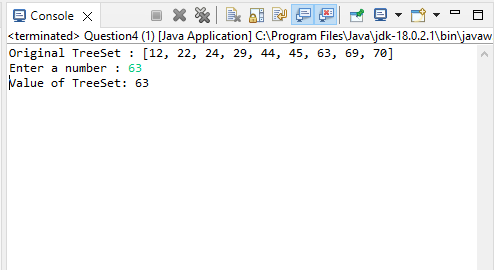 Console
<terminated> Question4 (1) [Java Application] C:\Program Files\Java\jdk-18.0.2.1\bin\javaw
Original TreeSet : [12, 22, 24, 29, 44, 45, 63, 69, 70]
Enter a number : 63
Value of TreeSet: 63